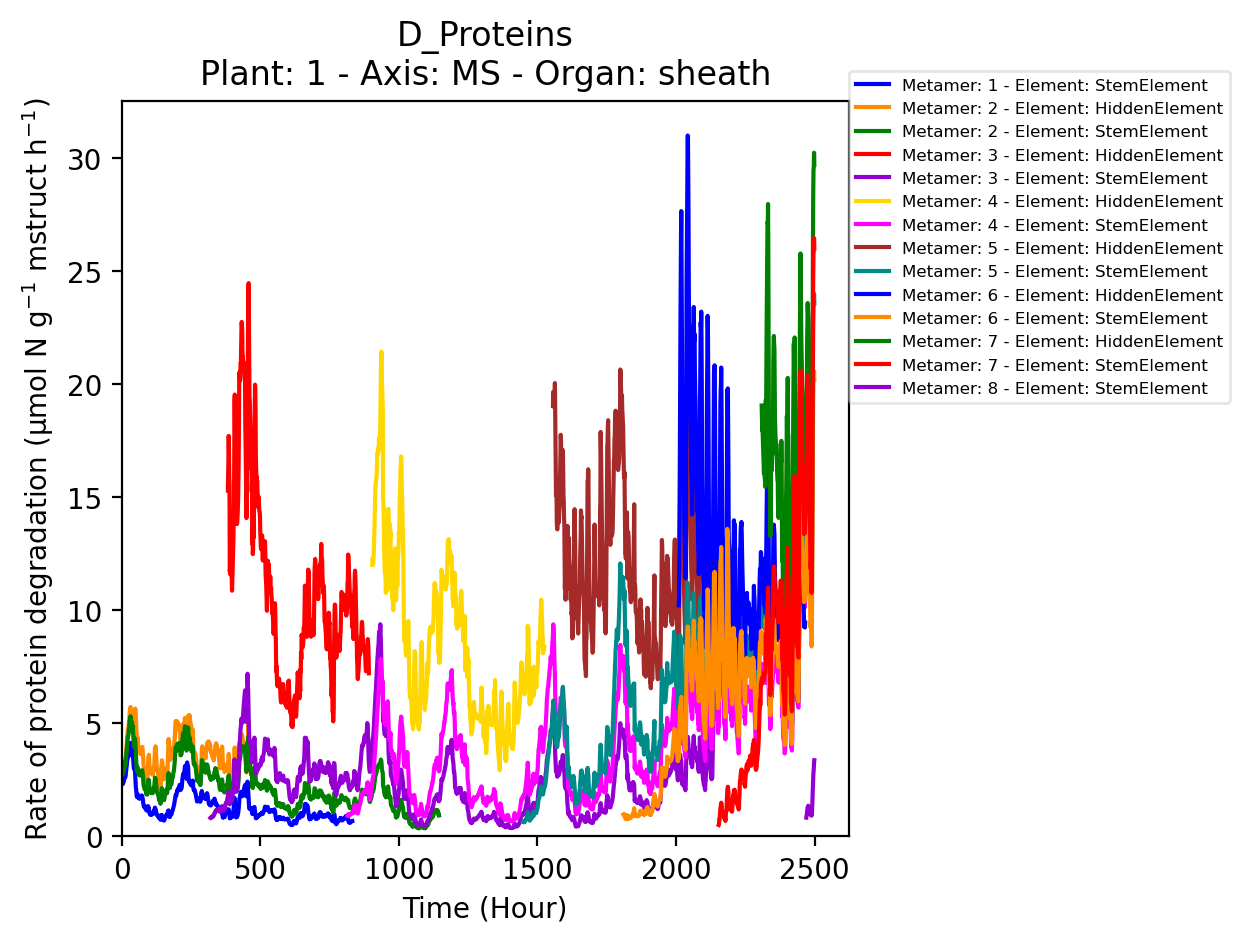 D_Proteins
Plant: 1 - Axis: MS - Organ: sheath
Rate of protein degradation (µmol N g⁻¹ mstruct h⁻¹)
30
25
20
15
10
5
0
0 500 1000 1500 2000 2500
Time (Hour)
Metamer: 1 - Element: StemElement
Metamer: 2 - Element: HiddenElement
Metamer: 2 - Element: StemElement
Metamer: 3 - Element: HiddenElement
Metamer: 3 - Element: StemElement
Metamer: 4 - Element: HiddenElement
Metamer: 4 - Element: StemElement
Metamer: 5 - Element: HiddenElement
Metamer: 5 - Element: StemElement
Metamer: 6 - Element: HiddenElement
Metamer: 6 - Element: StemElement
Metamer: 7 - Element: HiddenElement
Metamer: 7 - Element: StemElement
Metamer: 8 - Element: StemElement